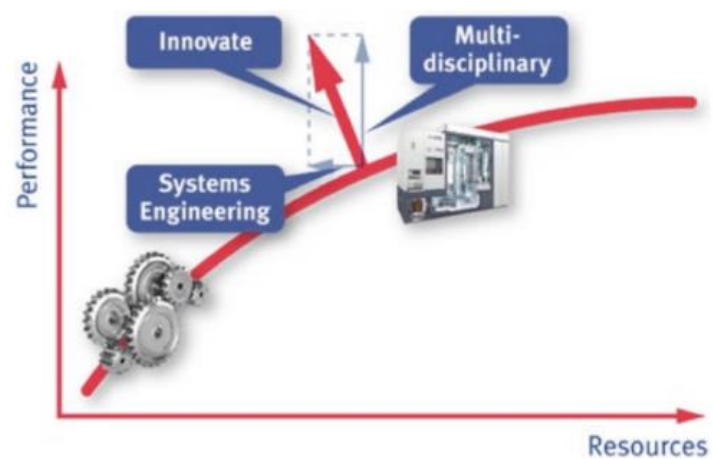 Innovate
Multi-
disciplinary
Performance
Systems
Engineering
Resources